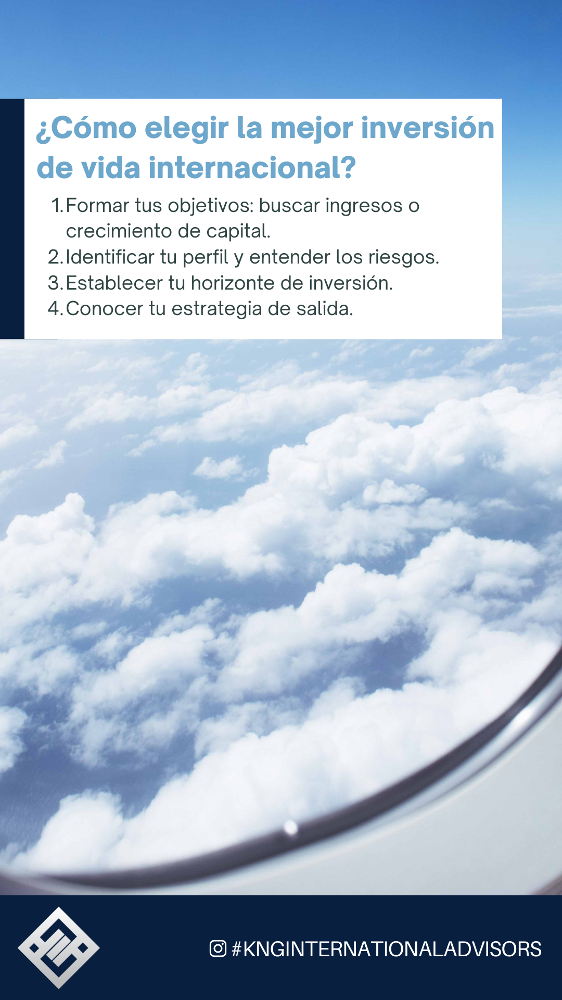 ¿Cómo elegir la mejor inversión
de vida internacional?
1. Formar tus objetivos: buscar ingresos o
crecimiento de capital.
2. Identificar tu perfil y entender los riesgos.
3. Establecer tu horizonte de inversión.
4. Conocer tu estrategia de salida.
#KNGINTERNATIONALADVISORS